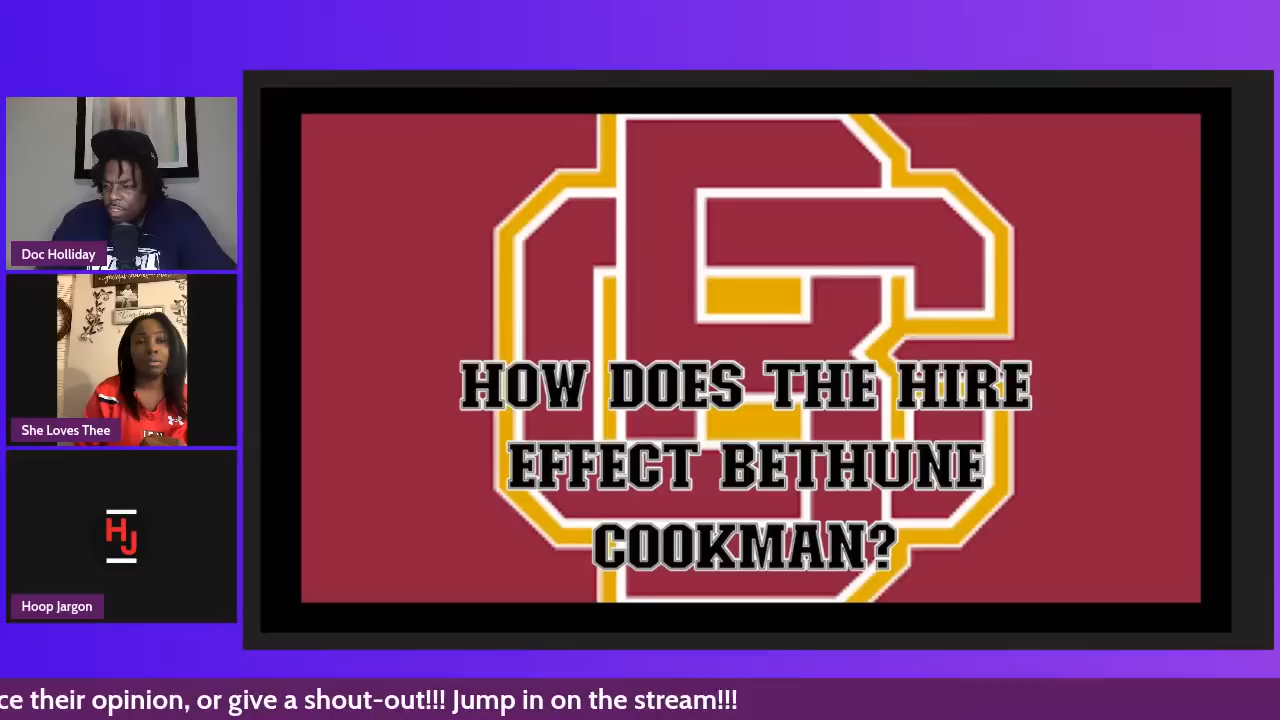 Doc Holliday
She Loves Thee
HJ
Hoop Jargon
HOW DOES THE HIRE
EFFECT BETHUNE
COOKMAN?
ce their opinion, or give a shout-out!!! Jump in on the stream!!!